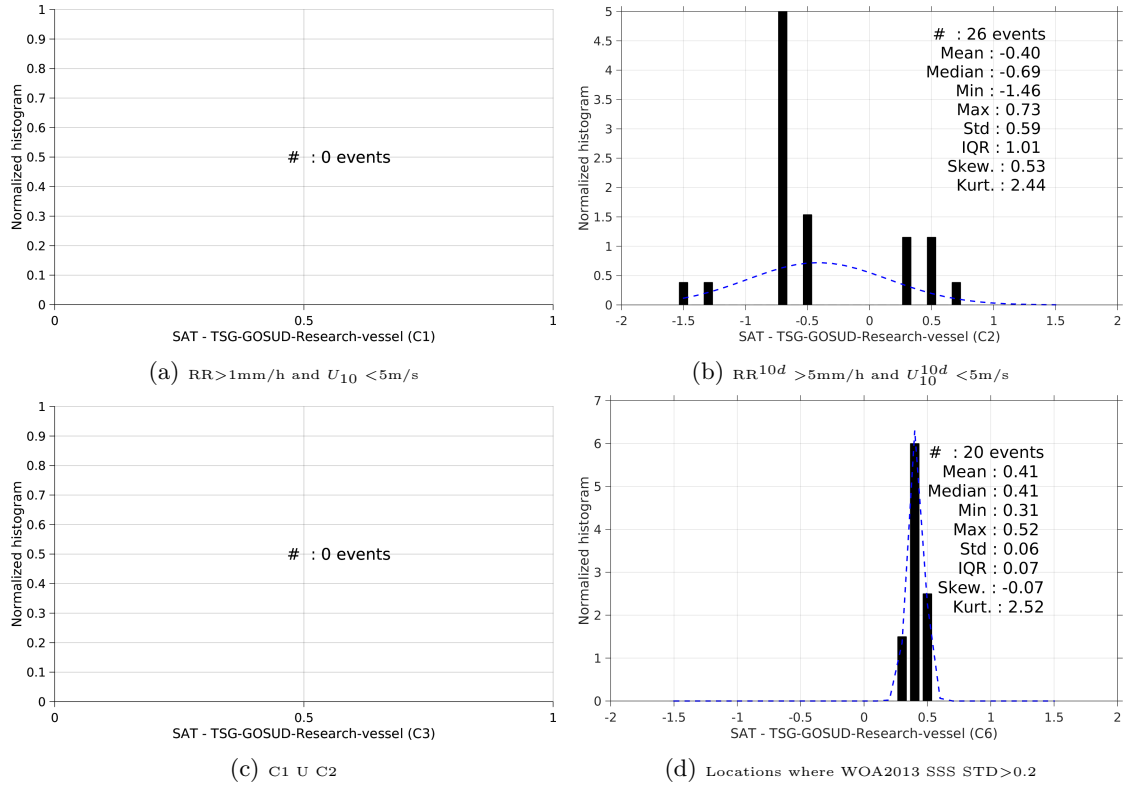 1
0.9
0.8
0.7
0.6
0.5
0.4
0.3
0.2
0.1
0
Normalized histogram
# : 0 events
0 0.5 1
SAT - TSG-GOSUD-Research-vessel (C1)
(a) RR>1mm/h and U10 <5m/s
5
4.5
4
3.5
3
2.5
2
1.5
1
0.5
0
Normalized histogram
# : 26 events
Mean : -0.40
Median : -0.69
Min : -1.46
Max : 0.73
Std : 0.59
IQR : 1.01
Skew. : 0.53
Kurt. : 2.44
-2 -1.5 -1 -0.5 0 0.5 1 1.5 2
SAT - TSG-GOSUD-Research-vessel (C2)
(b) RR^10d >5mm/h and U_10^10d <5m/s
1
0.9
0.8
0.7
0.6
0.5
0.4
0.3
0.2
0.1
0
Normalized histogram
# : 0 events
0 0.5 1
SAT - TSG-GOSUD-Research-vessel (C3)
(c) C1 U C2
7
6
5
4
3
2
1
0
Normalized histogram
# : 20 events
Mean : 0.41
Median : 0.41
Min : 0.31
Max : 0.52
Std : 0.06
IQR : 0.07
Skew. : -0.07
Kurt. : 2.52
-2 -1.5 -1 -0.5 0 0.5 1 1.5 2
SAT - TSG-GOSUD-Research-vessel (C6)
(d) Locations where WOA2013 SSS STD>0.2